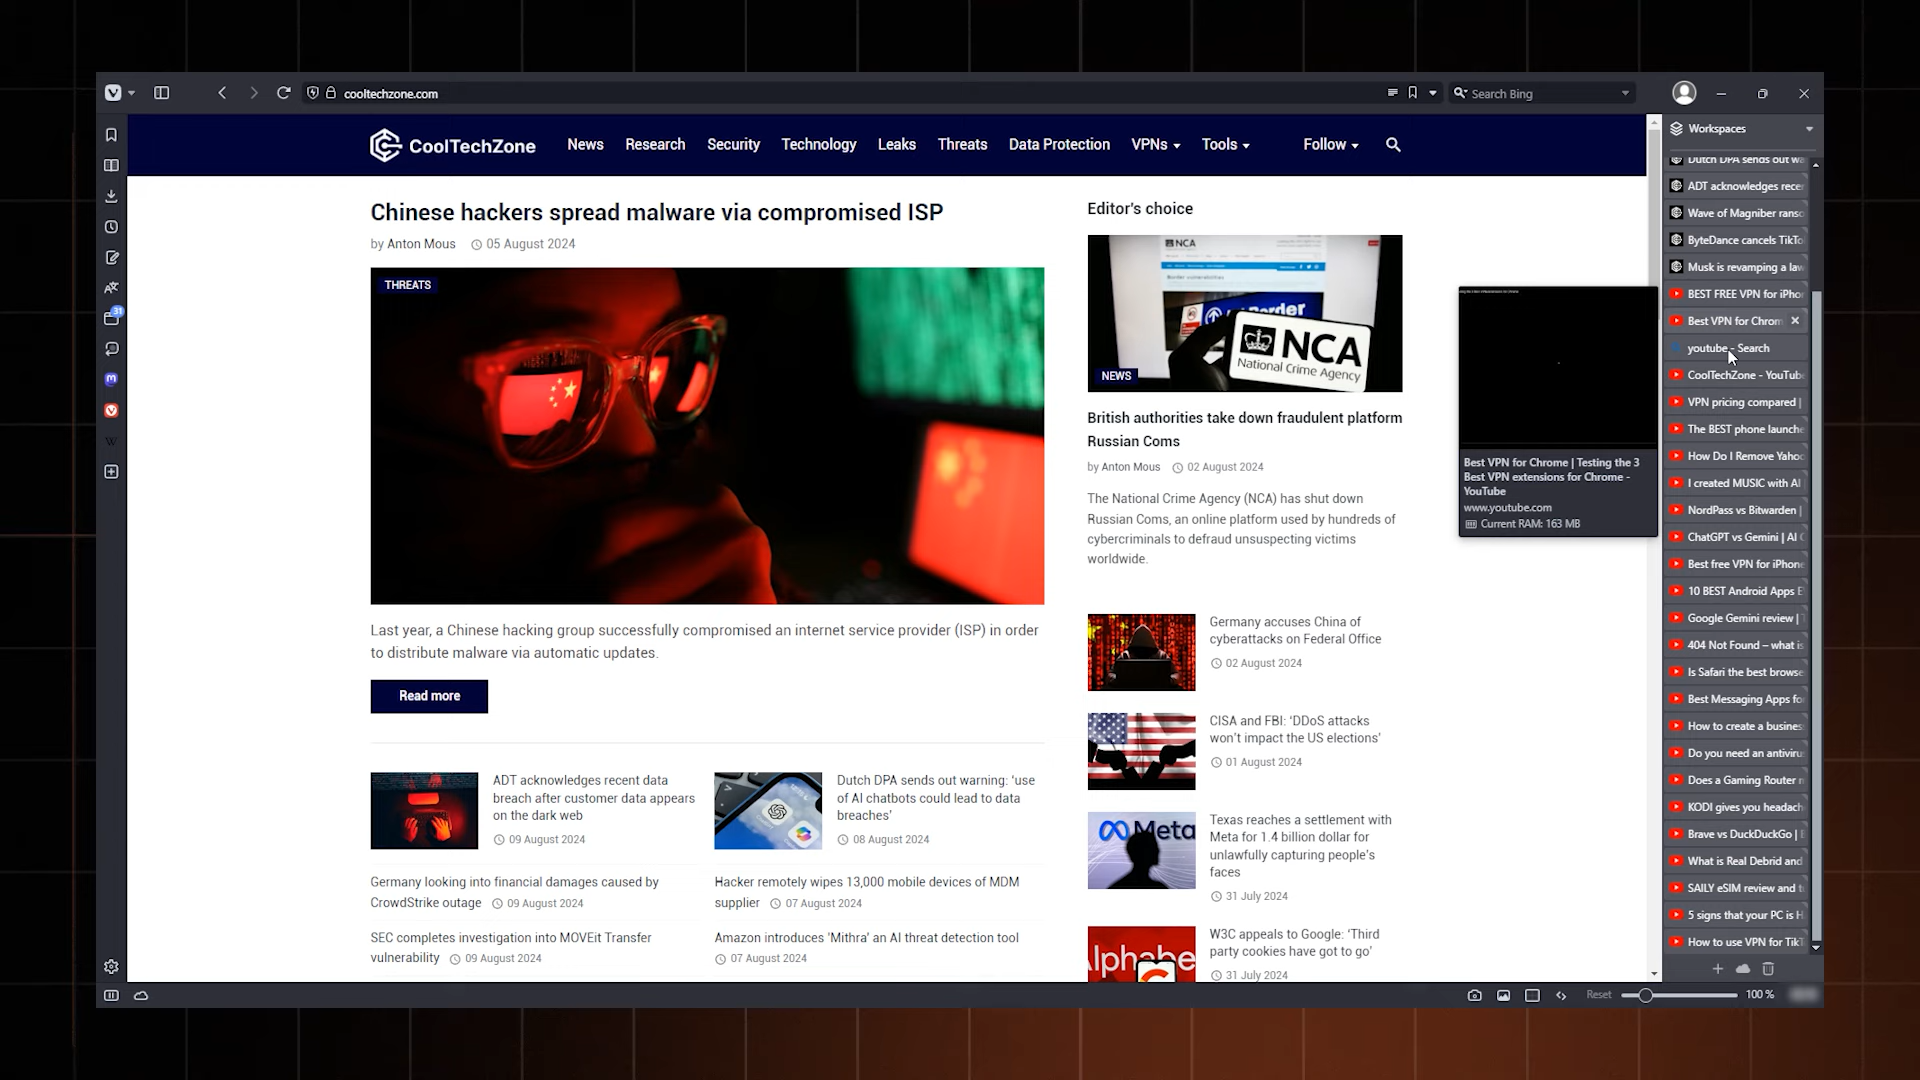 cooltechzone.com
Search Bing
CoolTechZone
News
Research
Security
Technology
Leaks
Threats
Data Protection
VPNs
Tools
Follow
31
Chinese hackers spread malware via compromised ISP
by Anton Mous
05 August 2024
THREATS
Last year, a Chinese hacking group successfully compromised an internet service provider (ISP) in order
to distribute malware via automatic updates.
Read more
ADT acknowledges recent data
breach after customer data appears
on the dark web
09 August 2024
Dutch DPA sends out warning: ‘use
of AI chatbots could lead to data
breaches’
08 August 2024
Germany looking into financial damages caused by
CrowdStrike outage
09 August 2024
Hacker remotely wipes 13,000 mobile devices of MDM
supplier
07 August 2024
SEC completes investigation into MOVEit Transfer
vulnerability
09 August 2024
Amazon introduces 'Mithra' an AI threat detection tool
07 August 2024
Editor's choice
NCA
National Crime Agency
NCA
National Crime Agency
Border
NEWS
British authorities take down fraudulent platform
Russian Coms
by Anton Mous
02 August 2024
The National Crime Agency (NCA) has shut down
Russian Coms, an online platform used by hundreds of
cybercriminals to defraud unsuspecting victims
worldwide.
Germany accuses China of
cyberattacks on Federal Office
02 August 2024
CISA and FBI: ‘DDoS attacks
won’t impact the US elections’
01 August 2024
Meta
Texas reaches a settlement with
Meta for 1.4 billion dollar for
unlawfully capturing people’s
faces
31 July 2024
lphabe
W3C appeals to Google: ‘Third
party cookies have got to go’
31 July 2024
Best VPN for Chrome | Testing the 3
Best VPN extensions for Chrome -
YouTube
www.youtube.com
Current RAM: 163 MB
Workspaces
Dutch DPA sends out wa
ADT acknowledges rece
Wave of Magniber ranso
ByteDance cancels TikTo
Musk is revamping a law
BEST FREE VPN for iPho
Best VPN for Chrom
youtube - Search
CoolTechZone - YouTube
VPN pricing compared |
The BEST phone launche
How Do I Remove Yahoo
I created MUSIC with AI
NordPass vs Bitwarden |
ChatGPT vs Gemini | AI
Best free VPN for iPhone
10 BEST Android Apps E
Google Gemini review |
404 Not Found – what is
Is Safari the best browse
Best Messaging Apps fo
How to create a busines
Do you need an antiviru
Does a Gaming Router
KODI gives you headach
Brave vs DuckDuckGo |
What is Real Debrid and
SAILY eSIM review and t
5 signs that your PC is H
How to use VPN for TikT
Reset
100 %